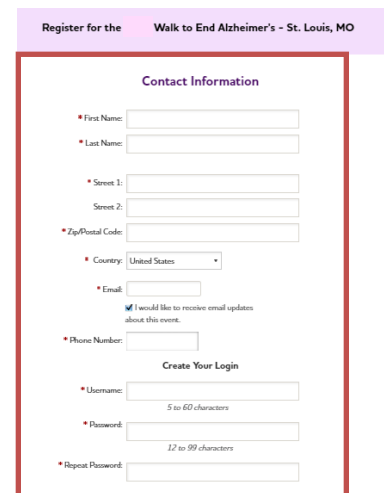 Register for the Walk to End Alzheimer's - St. Louis, MO
Contact Information
* First Name:
* Last Name:
* Street 1:
Street 2:
* Zip/Postal Code:
* Country: United States
* Email:
I would like to receive email updates
about this event.
* Phone Number:
Create Your Login
* Username:
5 to 60 characters
* Password:
12 to 99 characters
* Repeat Password: